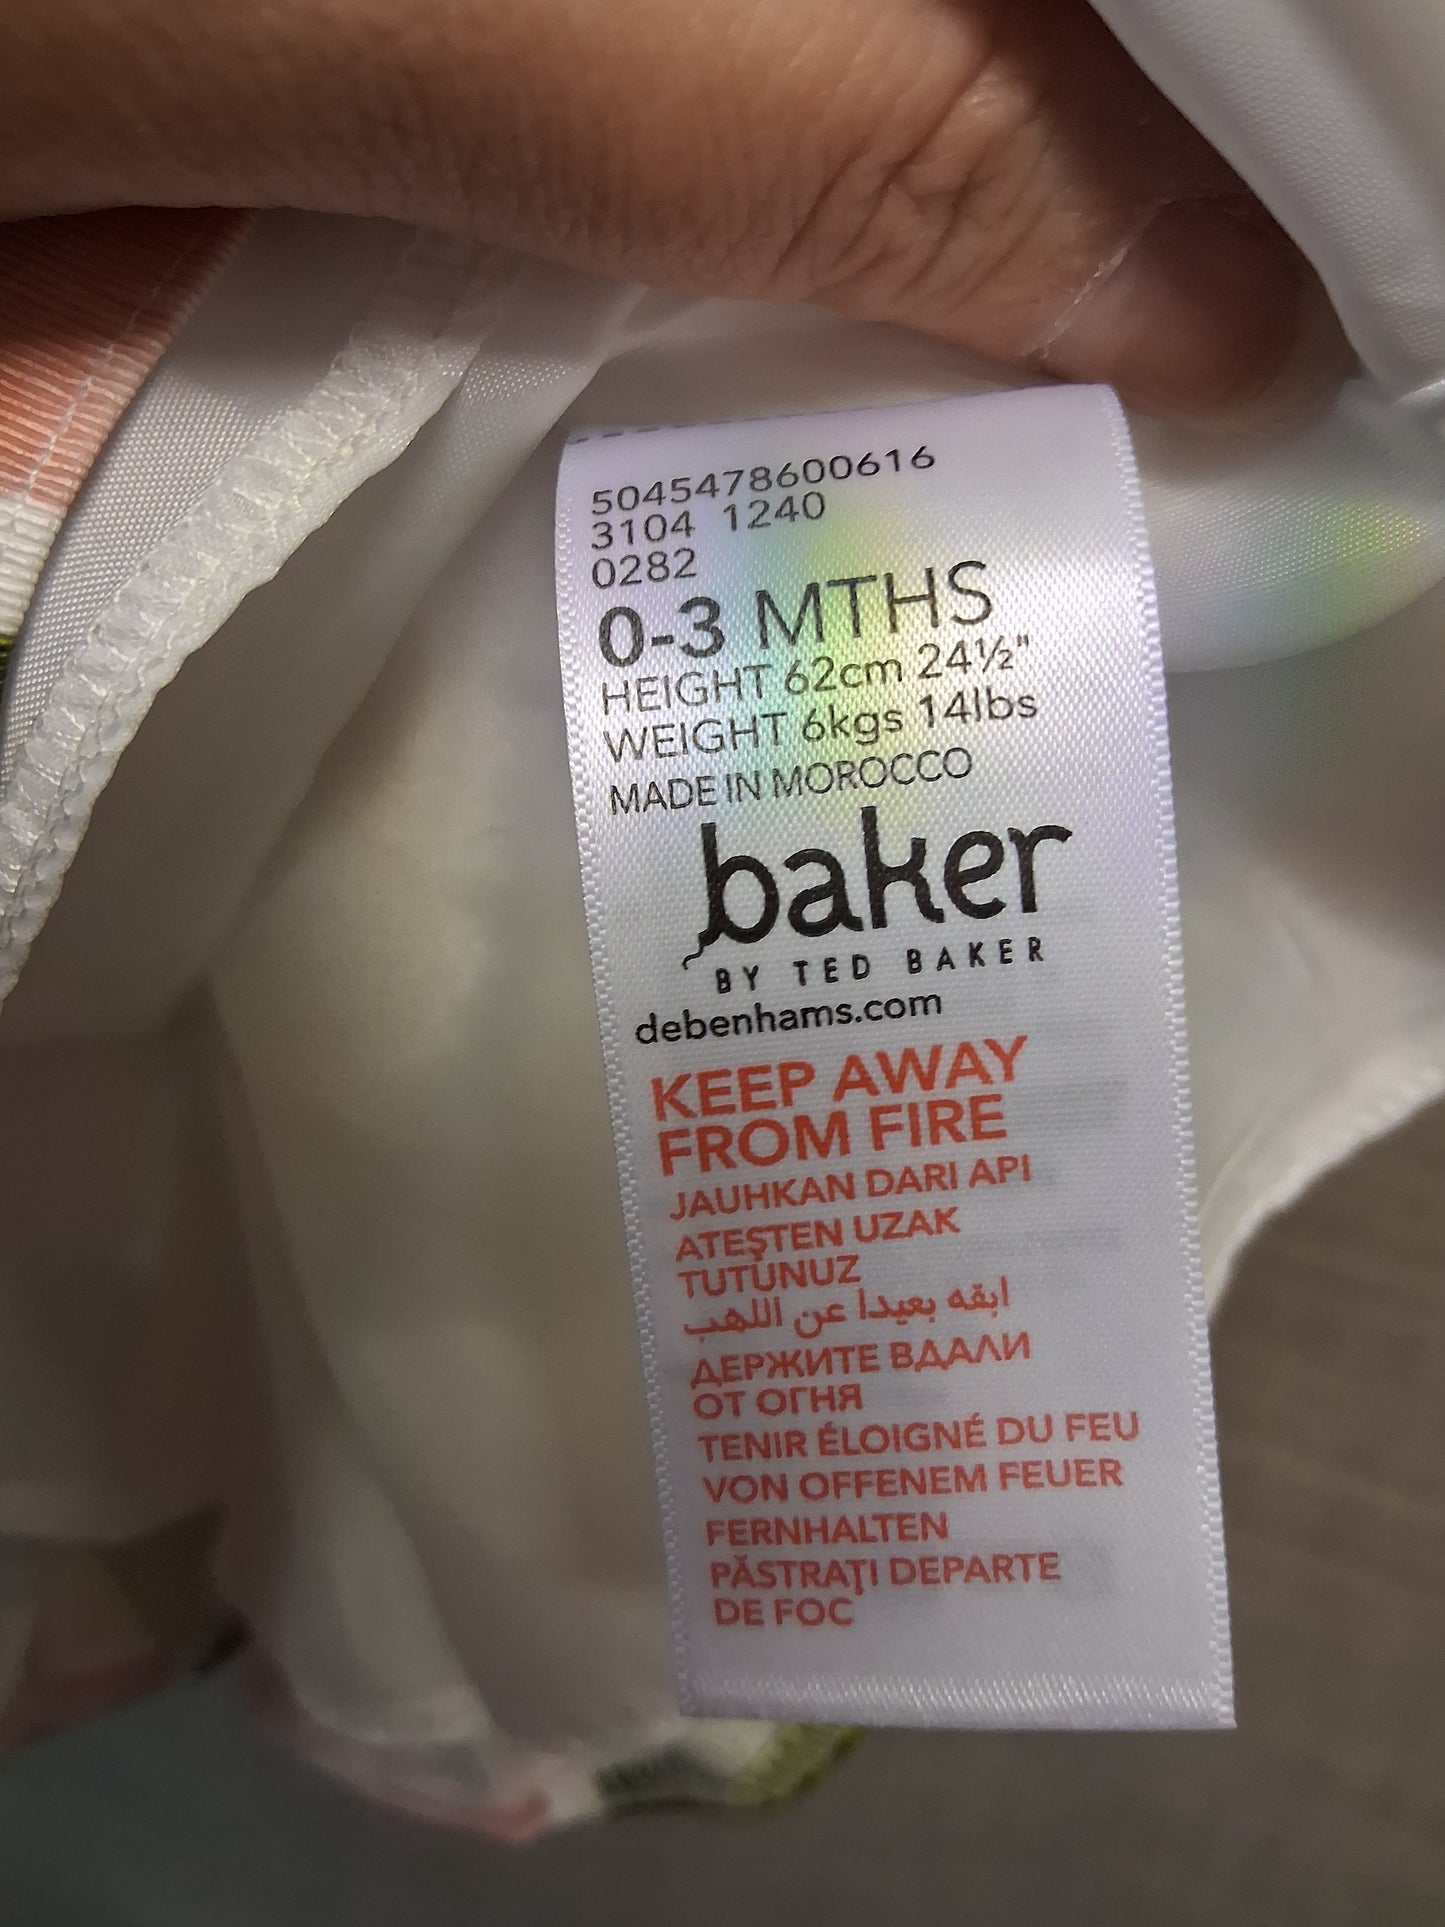 5045478600616
3104 1240
0282
0-3 MTHS
HEIGHT 62cm 24½"
WEIGHT 6kgs 14lbs
MADE IN MOROCCO
baker
BY TED BAKER
debenhams.com
KEEP AWAY
FROM FIRE
JAUHKAN DARI API
ATEŞTEN UZAK
TUTUNUZ
ابقه بعيدا عن اللهب
ДЕРЖИТЕ ВДАЛИ
ОТ ОГНЯ
TENIR ÉLOIGNÉ DU FEU
VON OFFENEM FEUER
FERNHALTEN
PĂSTRAŢI DEPARTE
DE FOC